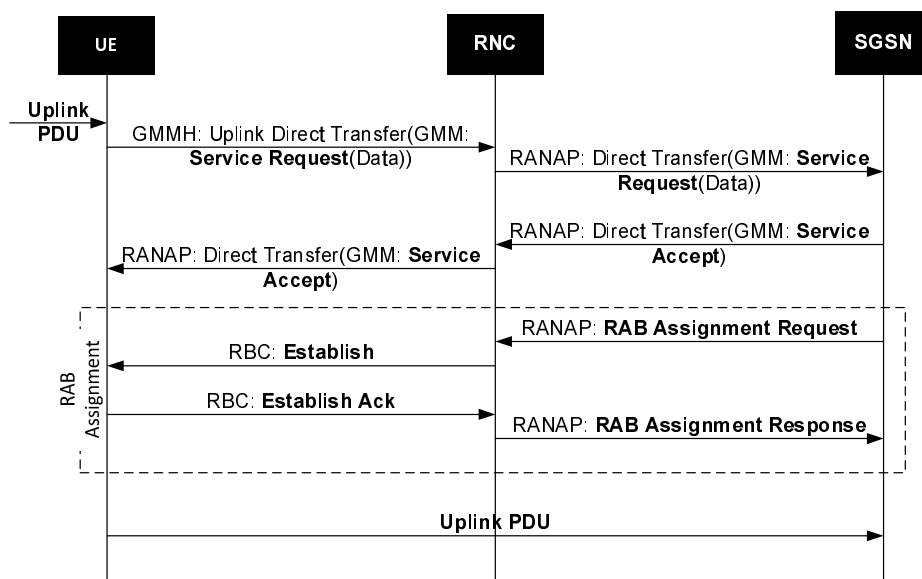 UE
RNC
SGSN
Uplink
PDU
GMMH: Uplink Direct Transfer(GMM:
Service Request(Data))
RANAP: Direct Transfer(GMM: Service
Request(Data))
RANAP: Direct Transfer(GMM: Service
Accept)
RANAP: Direct Transfer(GMM: Service
Accept)
RAB
Assignment
RANAP: RAB Assignment Request
RBC: Establish
RBC: Establish Ack
RANAP: RAB Assignment Response
Uplink PDU